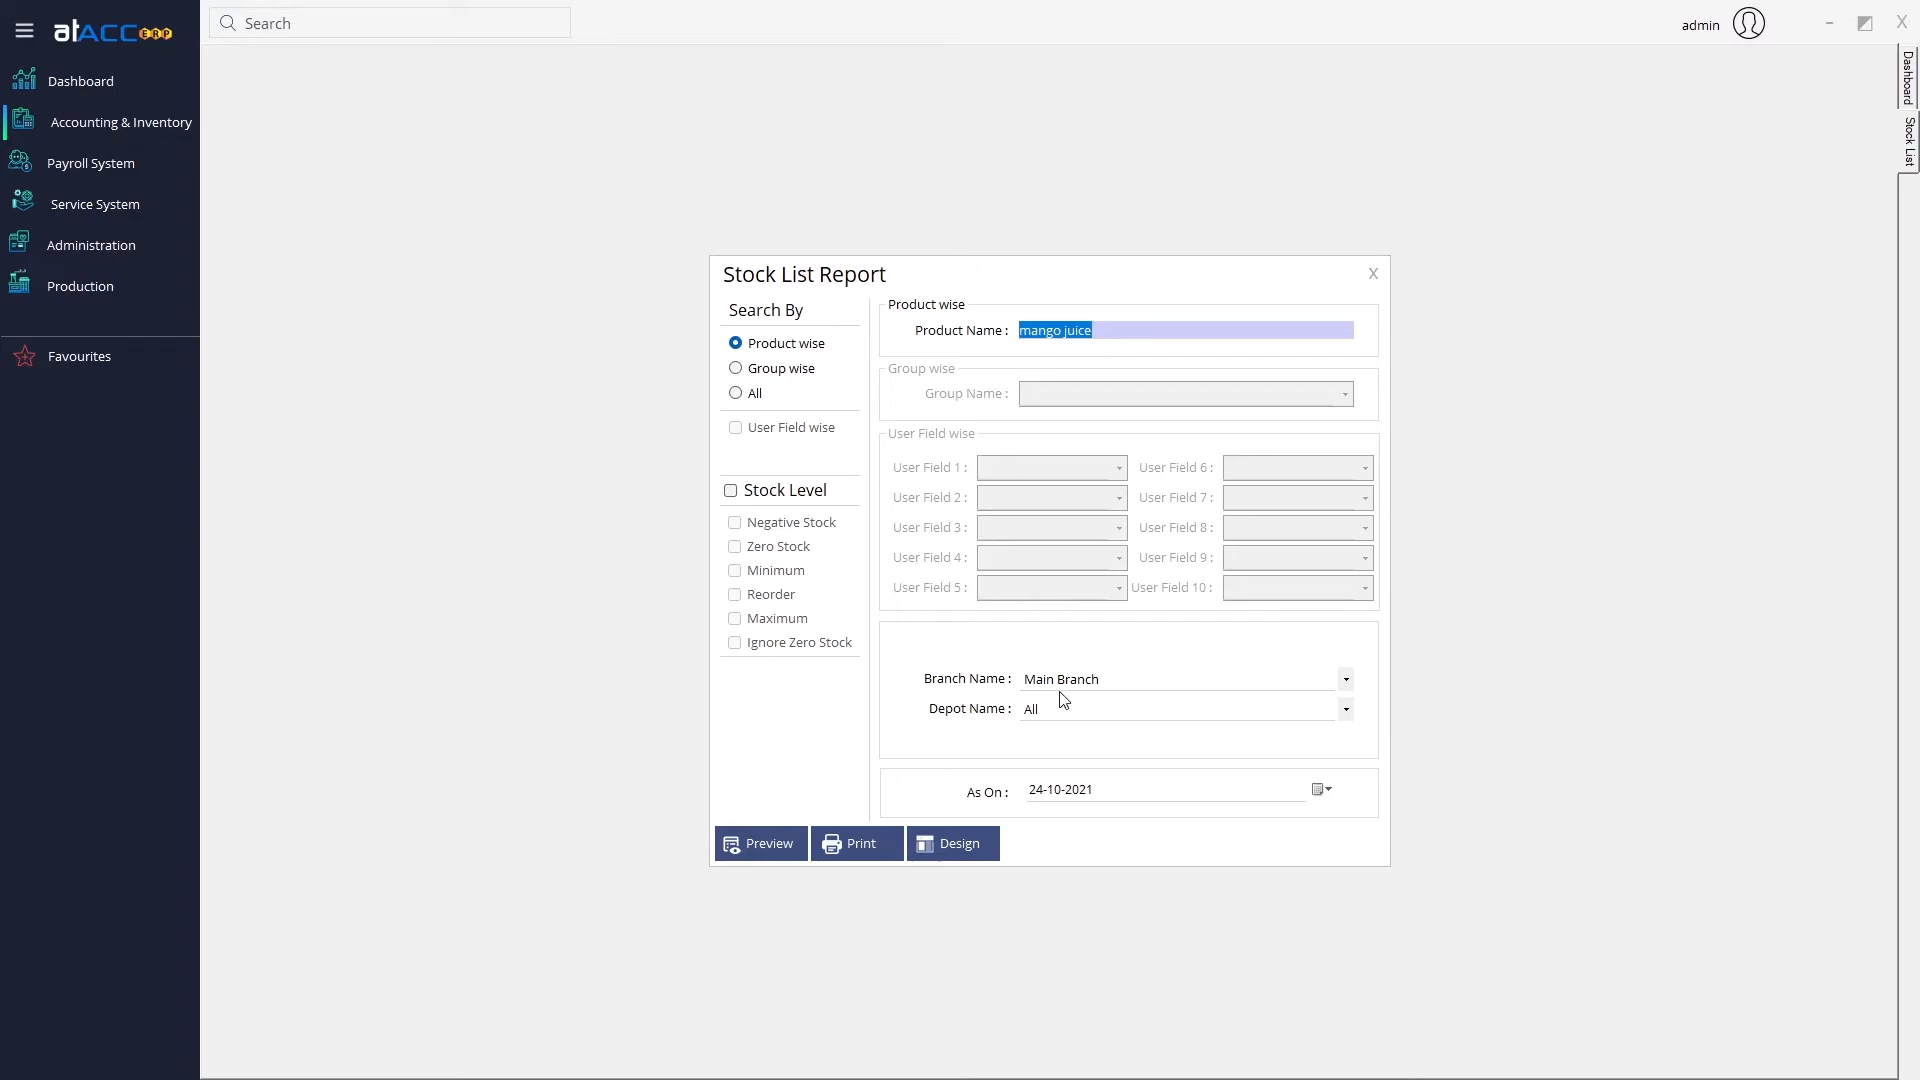 atACC ERP
Search
admin
X
Dashboard
Accounting & Inventory
Payroll System
Service System
Administration
Production
Favourites
Dashboard
Stock List
Stock List Report
X
Search By
Product wise
Group wise
All
User Field wise
Stock Level
Negative Stock
Zero Stock
Minimum
Reorder
Maximum
Ignore Zero Stock
Product wise
Product Name : mango juice
Group wise
Group Name :
User Field wise
User Field 1 : User Field 6 :
User Field 2 : User Field 7 :
User Field 3 : User Field 8 :
User Field 4 : User Field 9 :
User Field 5 : User Field 10 :
Branch Name : Main Branch
Depot Name : All
As On : 24-10-2021
Preview Print Design